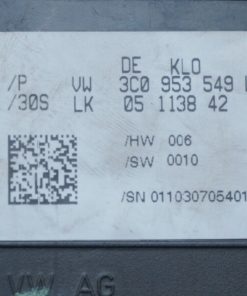 DE KLO
/P VW 3C0 953 549
/30S LK 05 1138 42
/HW 006
/SW 0010
/SN 011030705401
VW AG